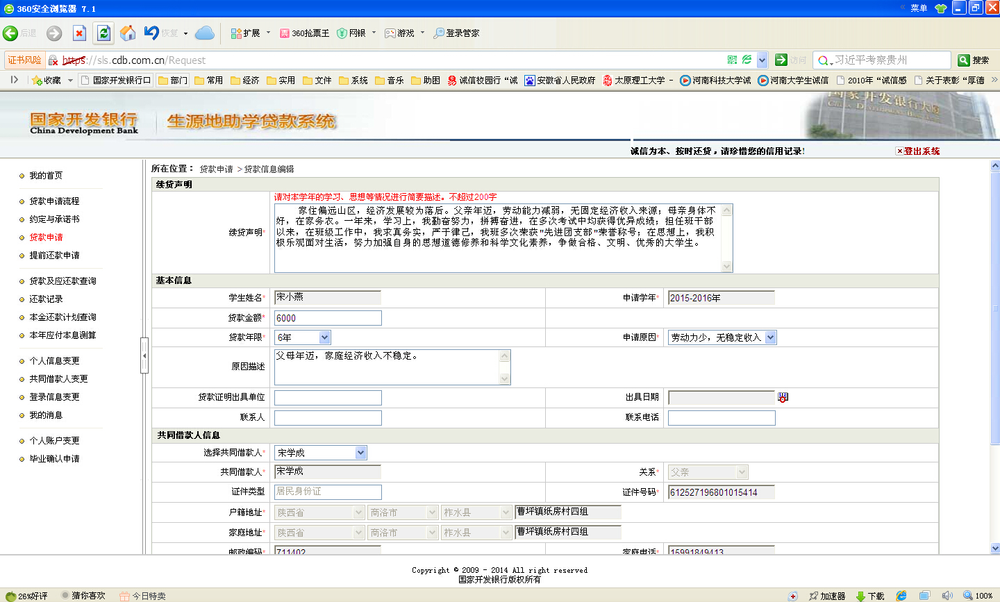 360安全浏览器 7.1
« 菜单
后退 恢复 扩展 360抢票王 网银 游戏 登录管家
证书风险 https://sls.cdb.com.cn/Request 访问 习近平考察贵州 搜索
收藏 国家开发银行口 部门 常用 经济 实用 文件 系统 音乐 助困 诚信校园行 “诚 安徽省人民政府 太原理工大学 - 河南科技大学诚 河南大学生诚信 2010年 “诚信感 关于表彰 “厚德 »
国家开发银行 生源地助学贷款系统
China Development Bank
国家开发银行大厦
CHINA DEVELOPMENT BANK
诚信为本、按时还贷，请珍惜您的信用记录! 登出系统
我的首页
贷款申请流程
约定与承诺书
贷款申请
提前还款申请
贷款及应还款查询
还款记录
本金还款计划查询
本年应付本息测算
个人信息变更
共同借款人变更
登录信息变更
我的消息
个人账户变更
毕业确认申请
所在位置： 贷款申请 >贷款信息编辑
续贷声明
请对本学年的学习、思想等情况进行简要描述。不超过200字
续贷声明*
家住偏远山区，经济发展较为落后。父亲年迈，劳动能力减弱，无固定经济收入来源；母亲身体不
好，在家务农。一年来，学习上，我勤奋努力，拼搏奋进，在多次考试中均获得优异成绩；担任班干部
以来，在班级工作中，我求真务实，严于律己，我班多次荣获"先进团支部"荣誉称号；在思想上，我积
极乐观面对生活，努力加强自身的思想道德修养和科学文化素养，争做合格、文明、优秀的大学生。
基本信息
学生姓名* 宋小燕 申请学年* 2015-2016年
贷款金额* 6000
贷款年限* 6年 申请原因* 劳动力少，无稳定收入
原因描述 父母年迈，家庭经济收入不稳定。
贷款证明出具单位 出具日期
联系人 联系电话
共同借款人信息
选择共同借款人* 宋学成
共同借款人* 宋学成 关系* 父亲
证件类型 居民身份证 证件号码* 612527196801015414
户籍地址* 陕西省 商洛市 柞水县 曹坪镇纸房村四组
家庭地址* 陕西省 商洛市 柞水县 曹坪镇纸房村四组
邮政编码* 711402 家庭电话* 15991849413
Copyright © 2009 - 2014 All right reserved
国家开发银行版权所有
26%好评 猜你喜欢 今日特卖 加速器 下载 100%